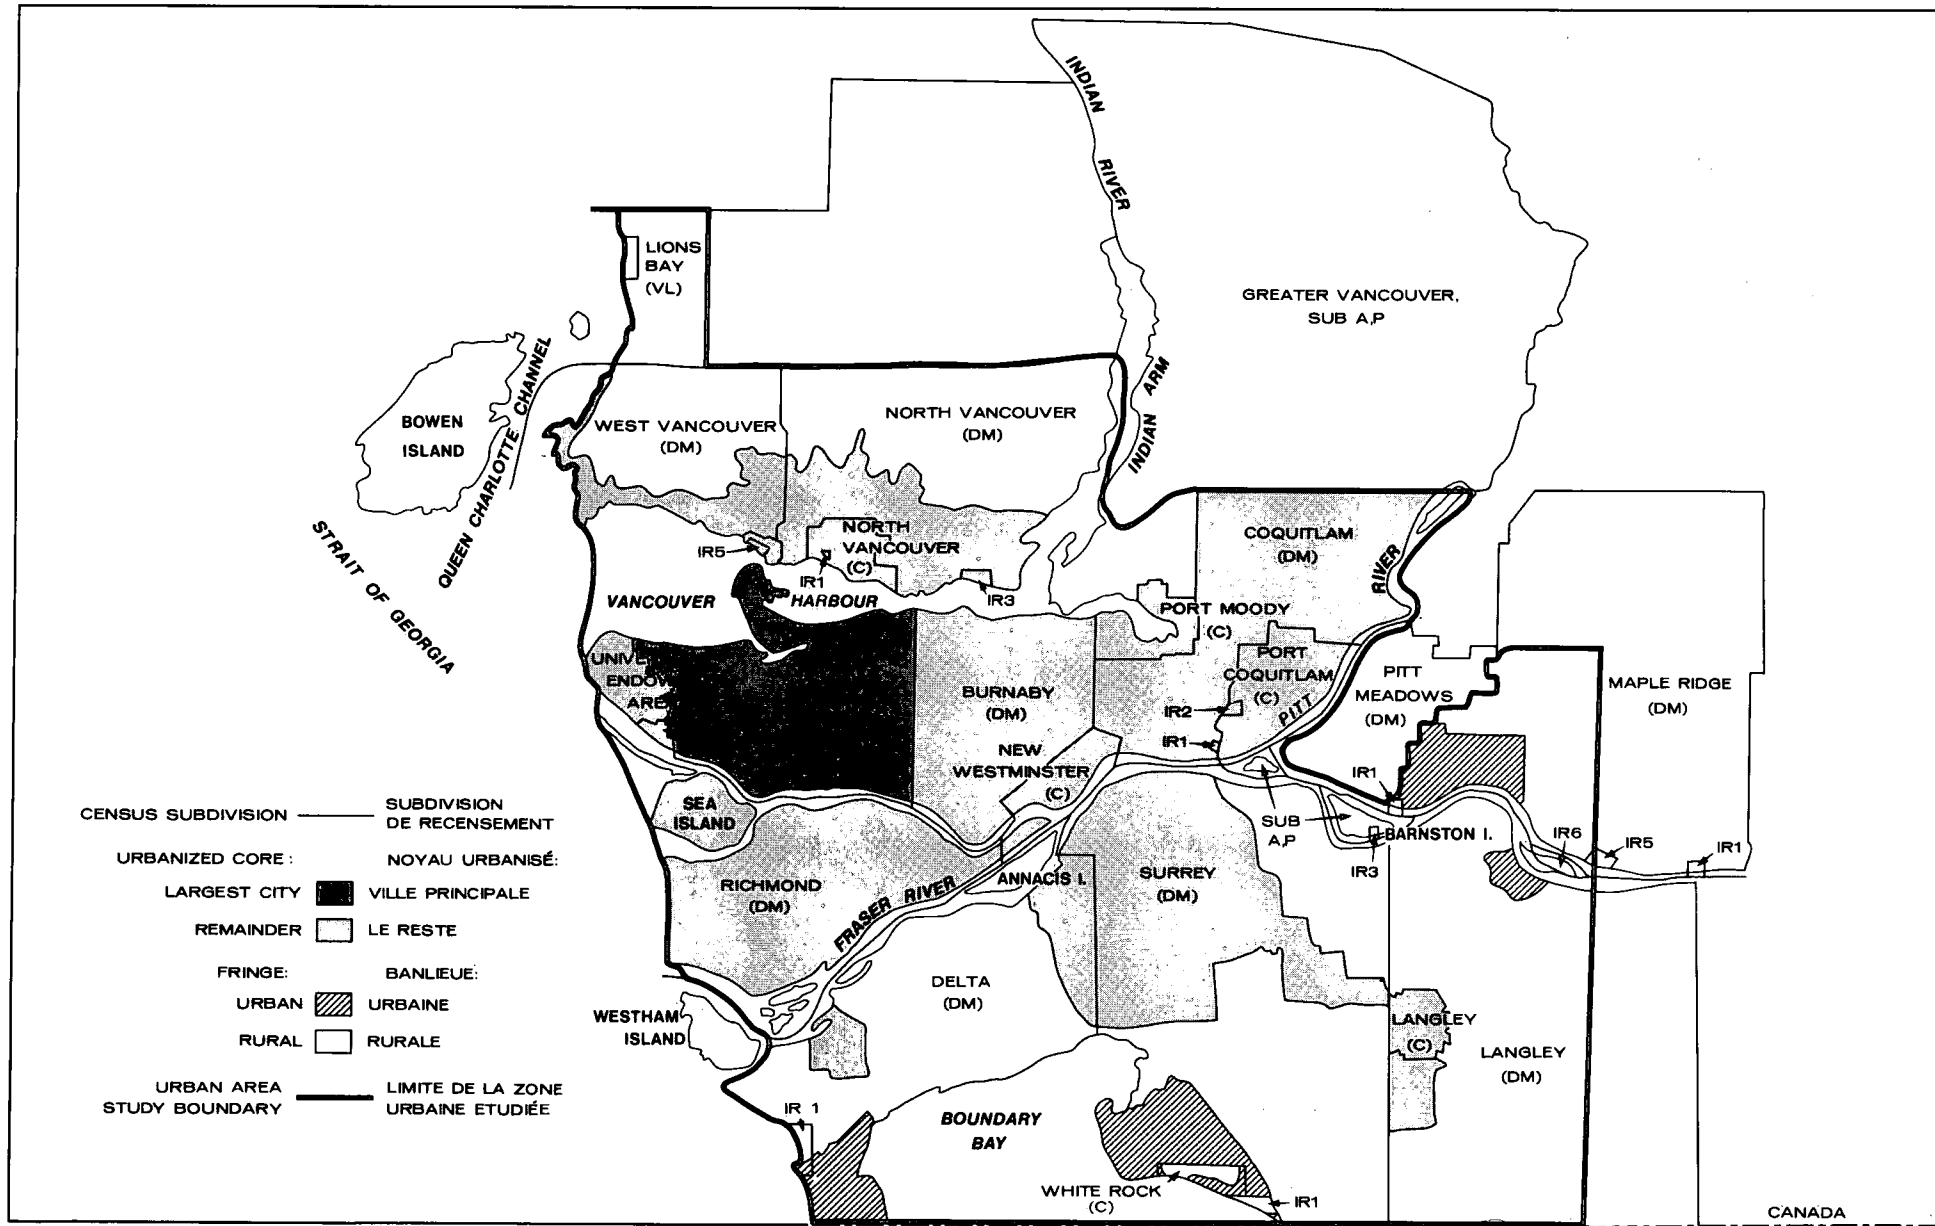 INDIAN RIVER
LIONS
BAY
(VL)
GREATER VANCOUVER,
SUB A,P
QUEEN CHARLOTTE CHANNEL
BOWEN
ISLAND
STRAIT OF GEORGIA
WEST VANCOUVER
(DM)
NORTH VANCOUVER
(DM)
INDIAN ARM
NORTH
VANCOUVER
(C)
IR5
IR1
IR3
COQUITLAM
(DM)
RIVER
VANCOUVER HARBOUR
PORT MOODY
(C)
UNIVE
ENDOW
ARE
BURNABY
(DM)
PORT
COQUITLAM
(C)
PITT
IR2
IR1
PITT
MEADOWS
(DM)
MAPLE RIDGE
(DM)
NEW
WESTMINSTER
(C)
IR1
SEA
ISLAND
SUB
A,P
BARNSTON I.
IR3
IR6
IR5
IR1
RICHMOND
(DM)
FRASER RIVER
ANNACIS I.
SURREY
(DM)
DELTA
(DM)
WESTHAM
ISLAND
LANGLEY
(C)
LANGLEY
(DM)
IR 1
BOUNDARY
BAY
WHITE ROCK
(C)
IR1
CANADA
CENSUS SUBDIVISION SUBDIVISION
DE RECENSEMENT
URBANIZED CORE: NOYAU URBANISÉ:
LARGEST CITY VILLE PRINCIPALE
REMAINDER LE RESTE
FRINGE: BANLIEUE:
URBAN URBAINE
RURAL RURALE
URBAN AREA LIMITE DE LA ZONE
STUDY BOUNDARY URBAINE ETUDIÉE